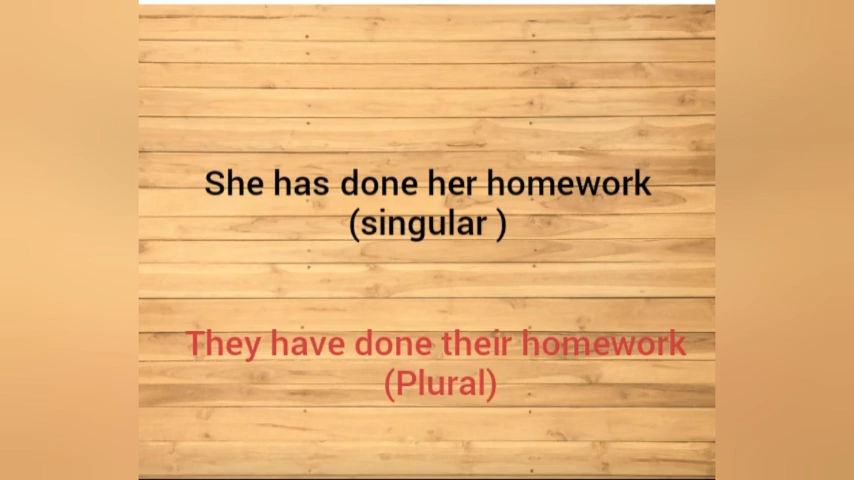 She has done her homework
(singular )
They have done their homework
(Plural)